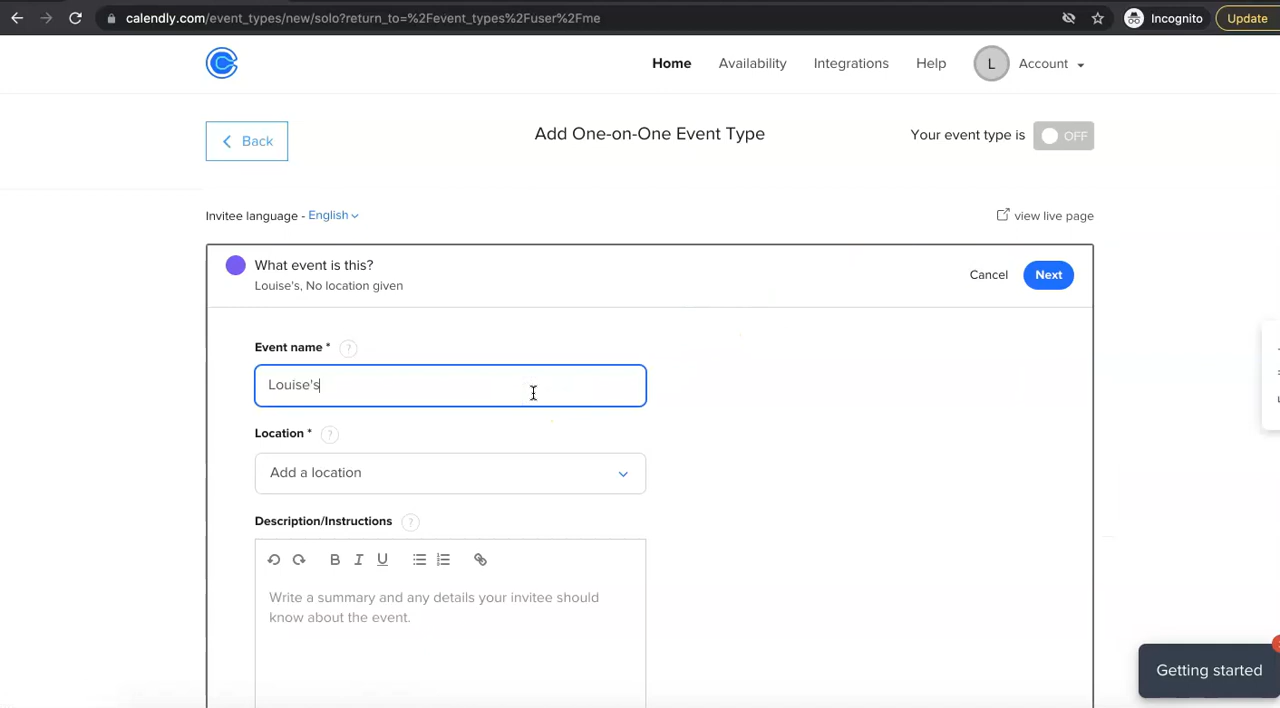 calendly.com/event_types/new/solo?return_to=%2Fevent_types%2Fuser%2Fme
Incognito
Update
Home
Availability
Integrations
Help
L
Account
Back
Add One-on-One Event Type
Your event type is
OFF
Invitee language - English
view live page
What event is this?
Louise's, No location given
Cancel
Next
Event name * ?
Louise's
Location * ?
Add a location
Description/Instructions ?
B I U
Write a summary and any details your invitee should
know about the event.
Getting started